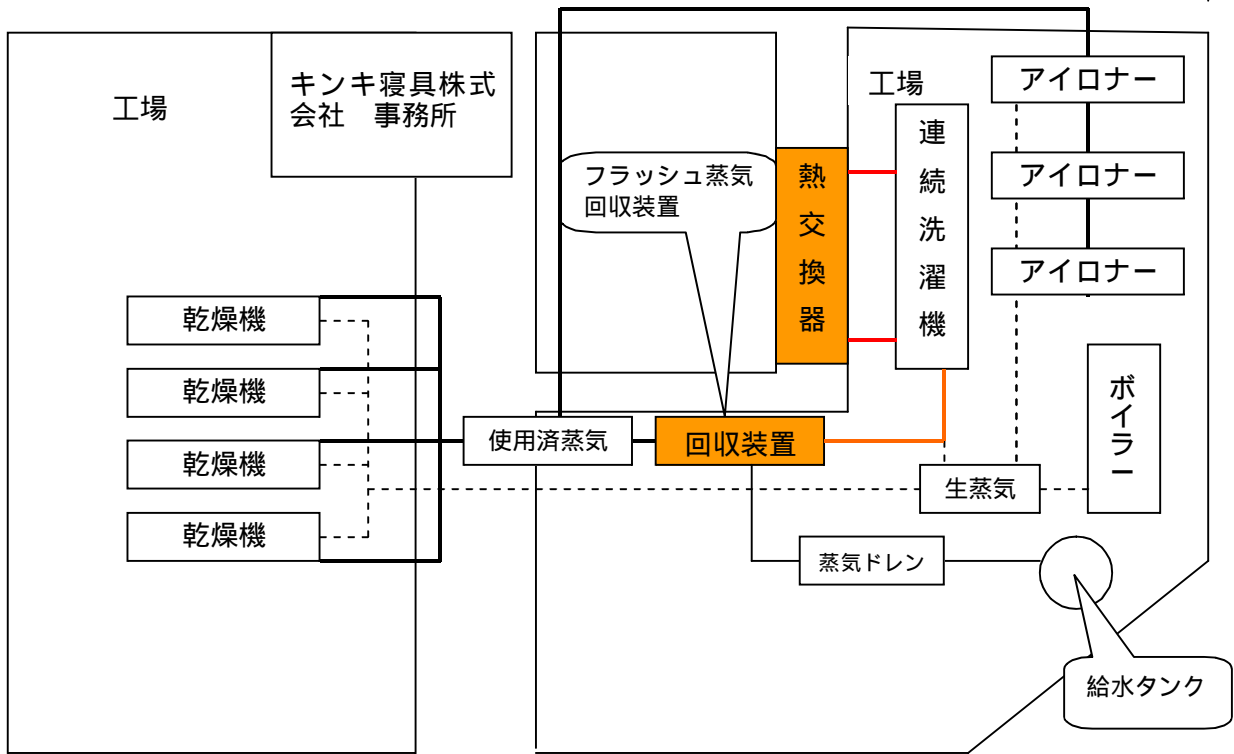 工場
キンキ寝具株式
会社　事務所
工場
アイロナー
アイロナー
アイロナー
連続洗濯機
熱交換器
フラッシュ蒸気
回収装置
乾燥機
乾燥機
乾燥機
乾燥機
使用済蒸気
回収装置
生蒸気
ボイラー
蒸気ドレン
給水タンク